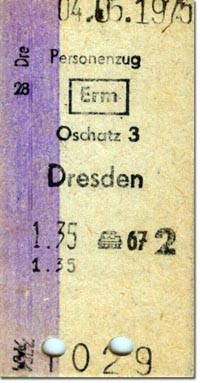 04.05.1975
Dre Personenzug
28 Erm
Oschatz 3
Dresden
1.35 67 2
1.35
1029